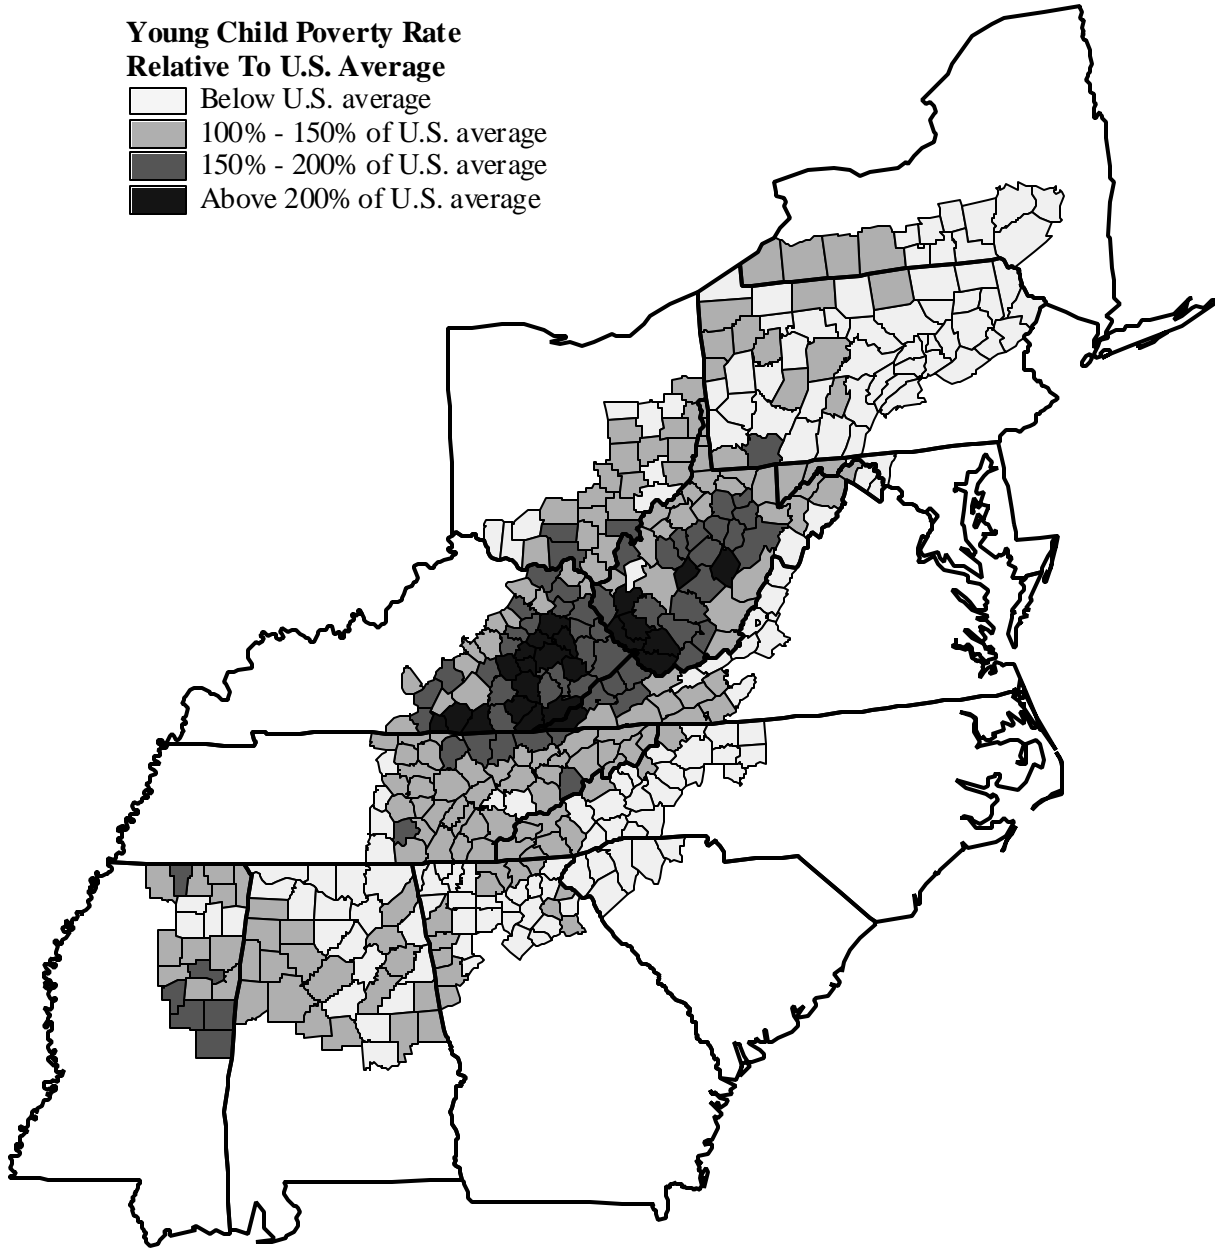 Young Child Poverty Rate
Relative To U.S. Average
Below U.S. average
100% - 150% of U.S. average
150% - 200% of U.S. average
Above 200% of U.S. average